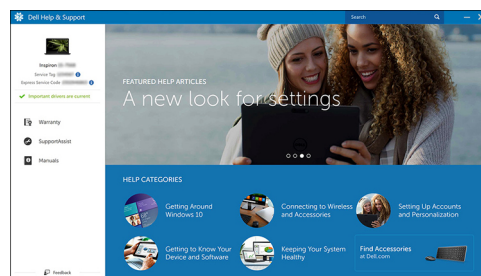 Dell Help & Support
Search
Inspiron
Service Tag
Express Service Code
Important drivers are current
Warranty
SupportAssist
Manuals
Feedback
FEATURED HELP ARTICLES
A new look for settings
HELP CATEGORIES
Getting Around
Windows 10
Connecting to Wireless
and Accessories
Setting Up Accounts
and Personalization
Getting to Know Your
Device and Software
Keeping Your System
Healthy
Find Accessories
at Dell.com